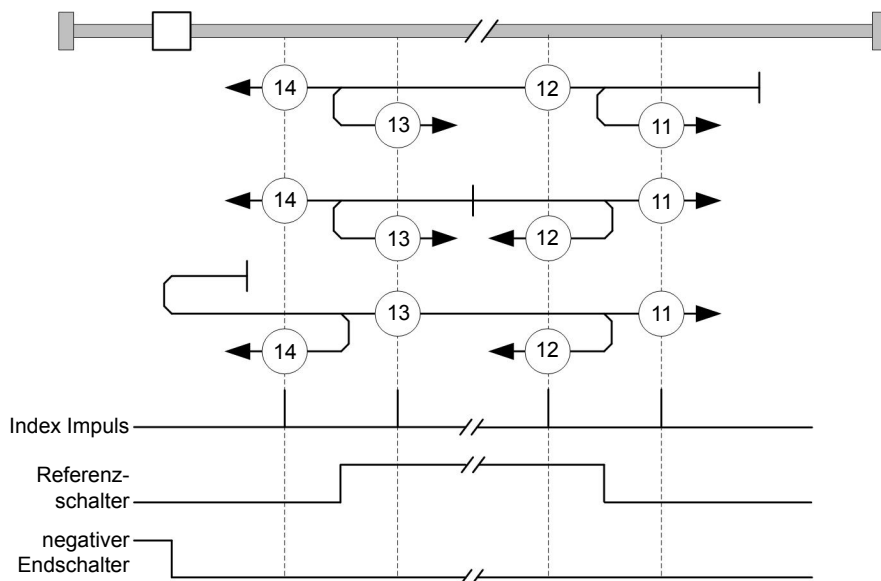 14
12
13
11
14
11
13
12
13
11
14
12
Index Impuls
Referenz-
schalter
negativer
Endschalter